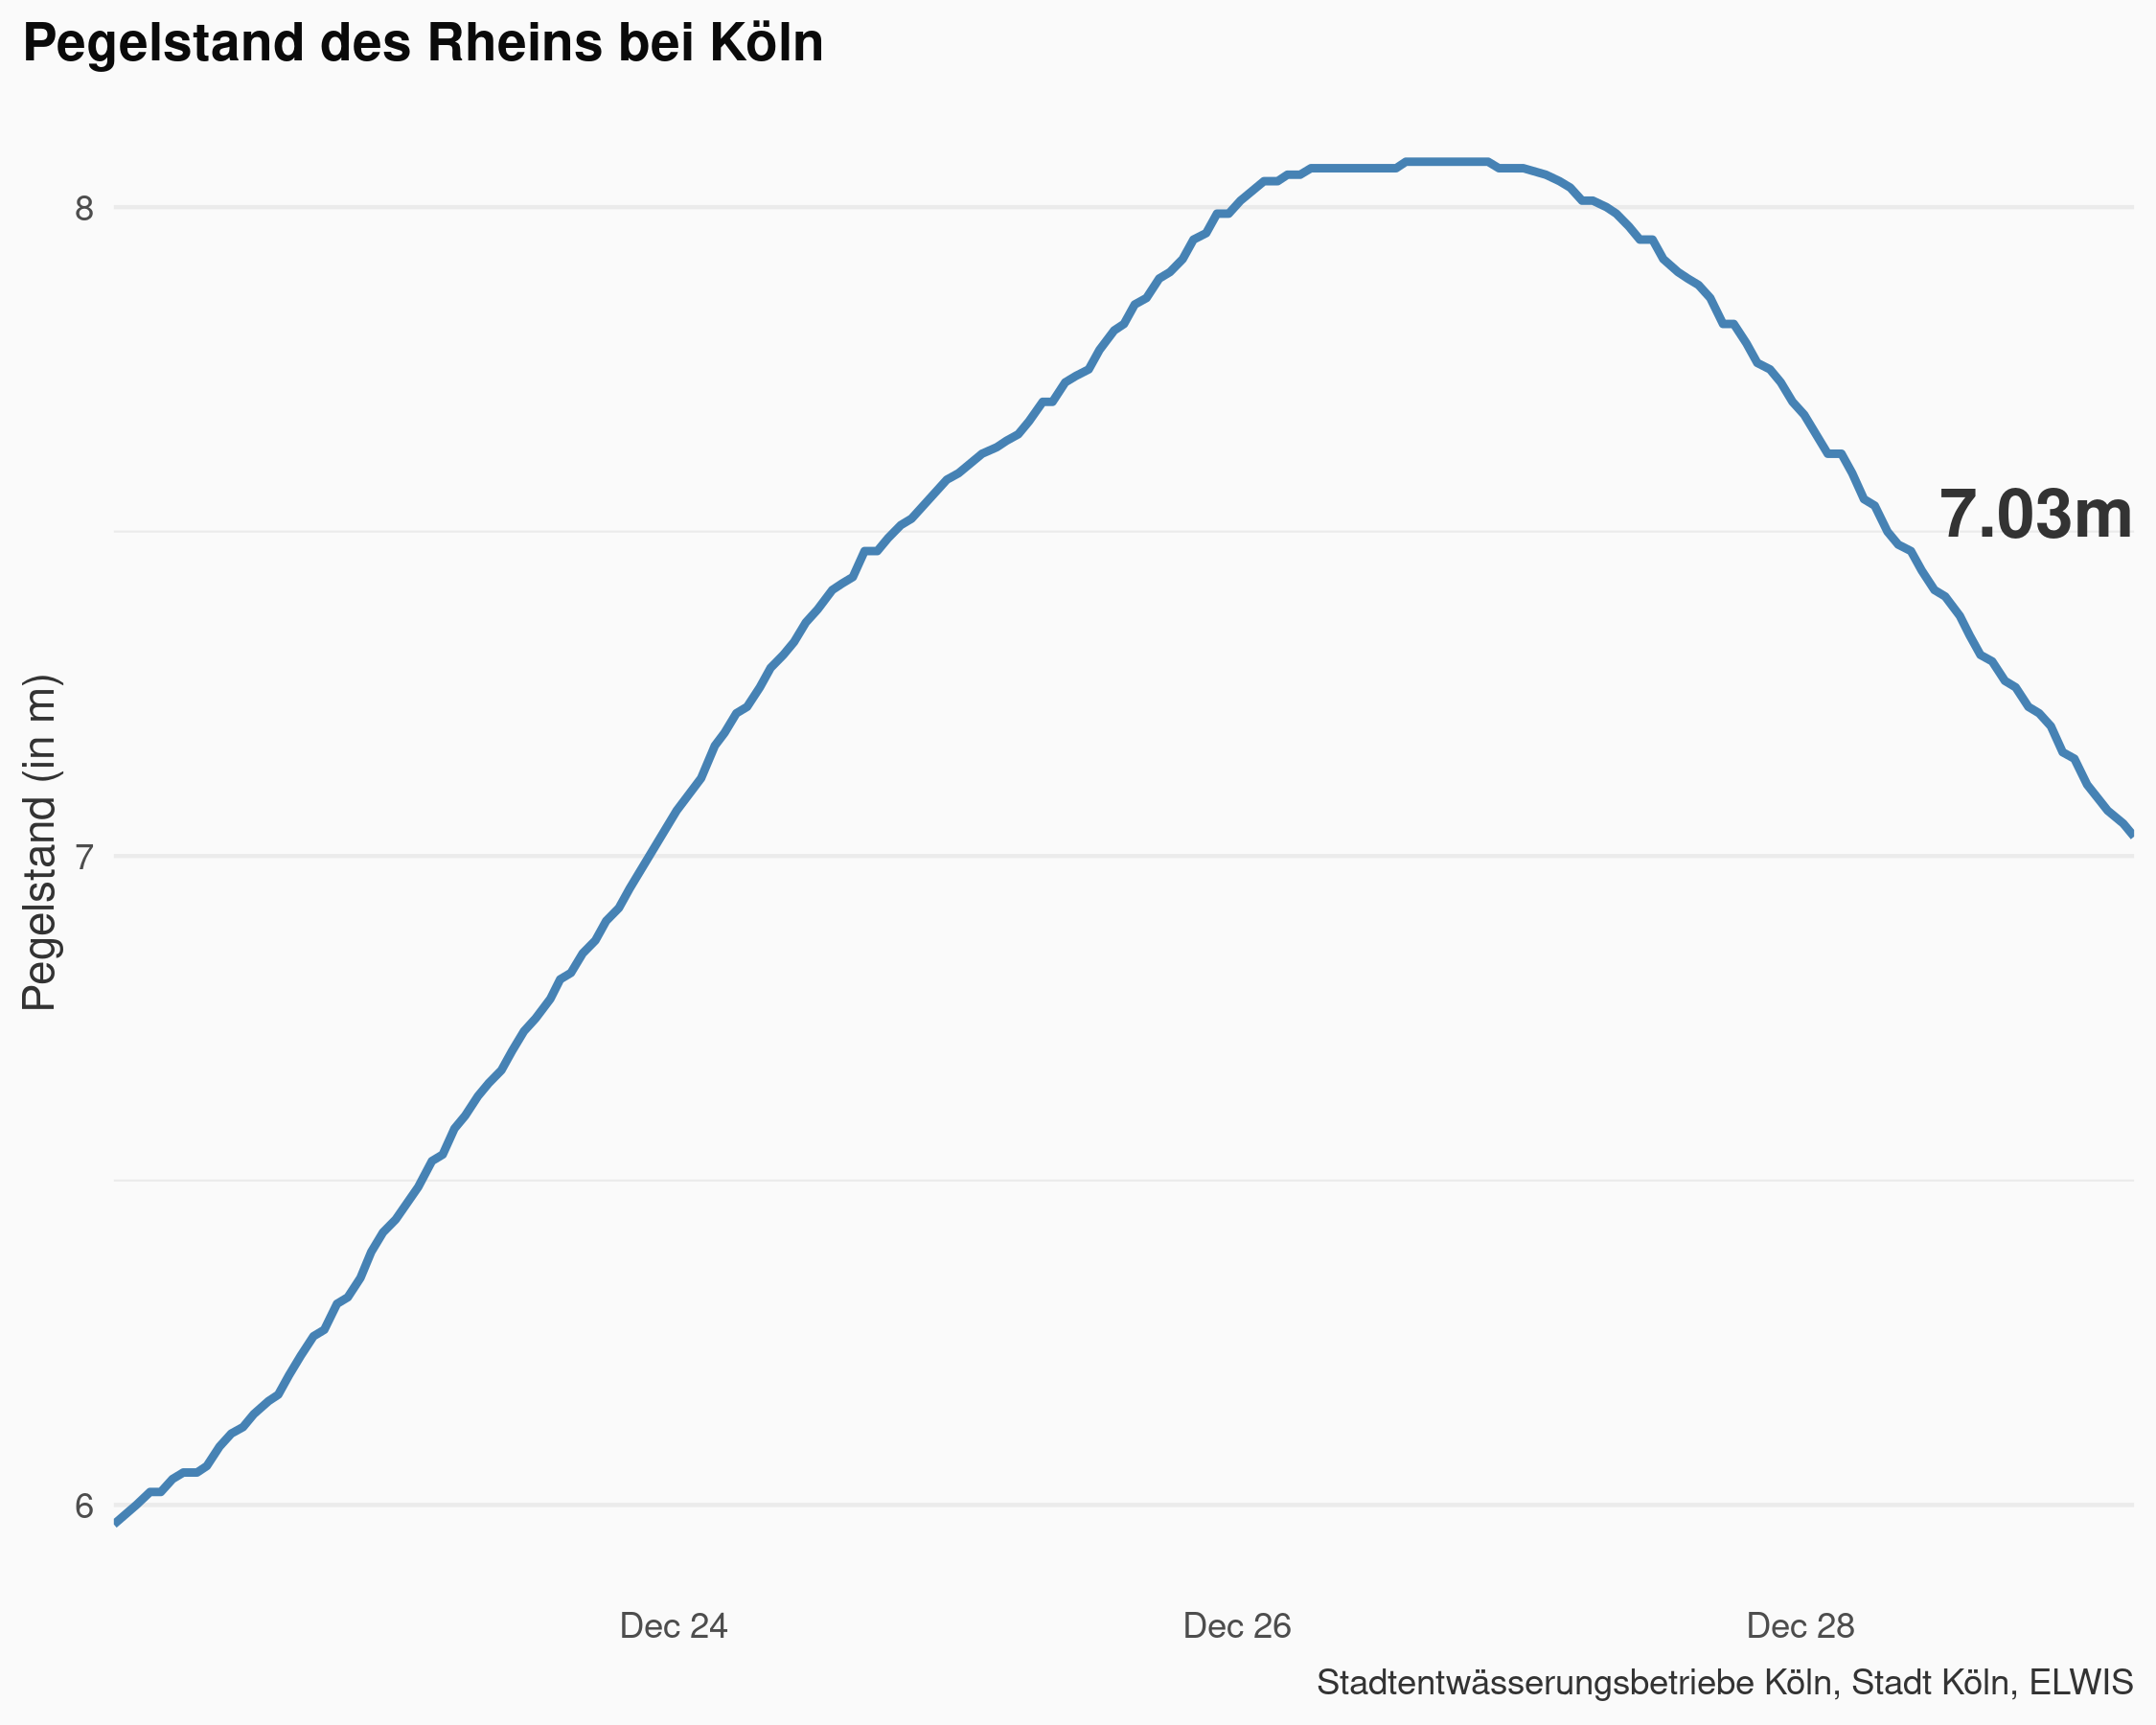 Pegelstand des Rheins bei Köln
Pegelstand (in m)
8
7
6
7.03m
Dec 24
Dec 26
Dec 28
Stadtentwässerungsbetriebe Köln, Stadt Köln, ELWIS